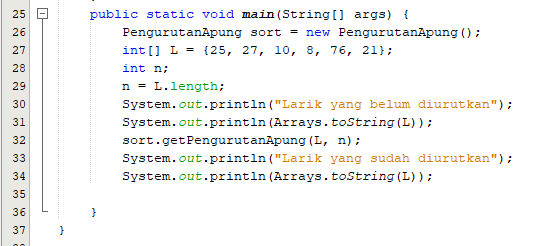 25 public static void main(String[] args) {
26 PengurutanApung sort = new PengurutanApung();
27 int[] L = {25, 27, 10, 8, 76, 21};
28 int n;
29 n = L.length;
30 System.out.println("Larik yang belum diurutkan");
31 System.out.println(Arrays.toString(L));
32 sort.getPengurutanApung(L, n);
33 System.out.println("Larik yang sudah diurutkan");
34 System.out.println(Arrays.toString(L));
35
36 }
37 }